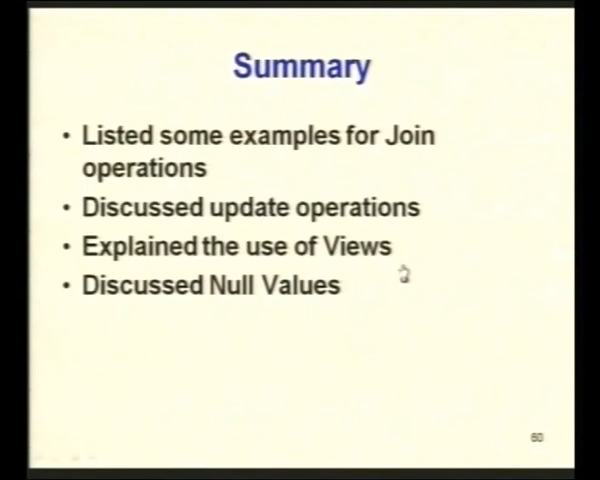 Summary
• Listed some examples for Join
operations
• Discussed update operations
• Explained the use of Views
• Discussed Null Values
60